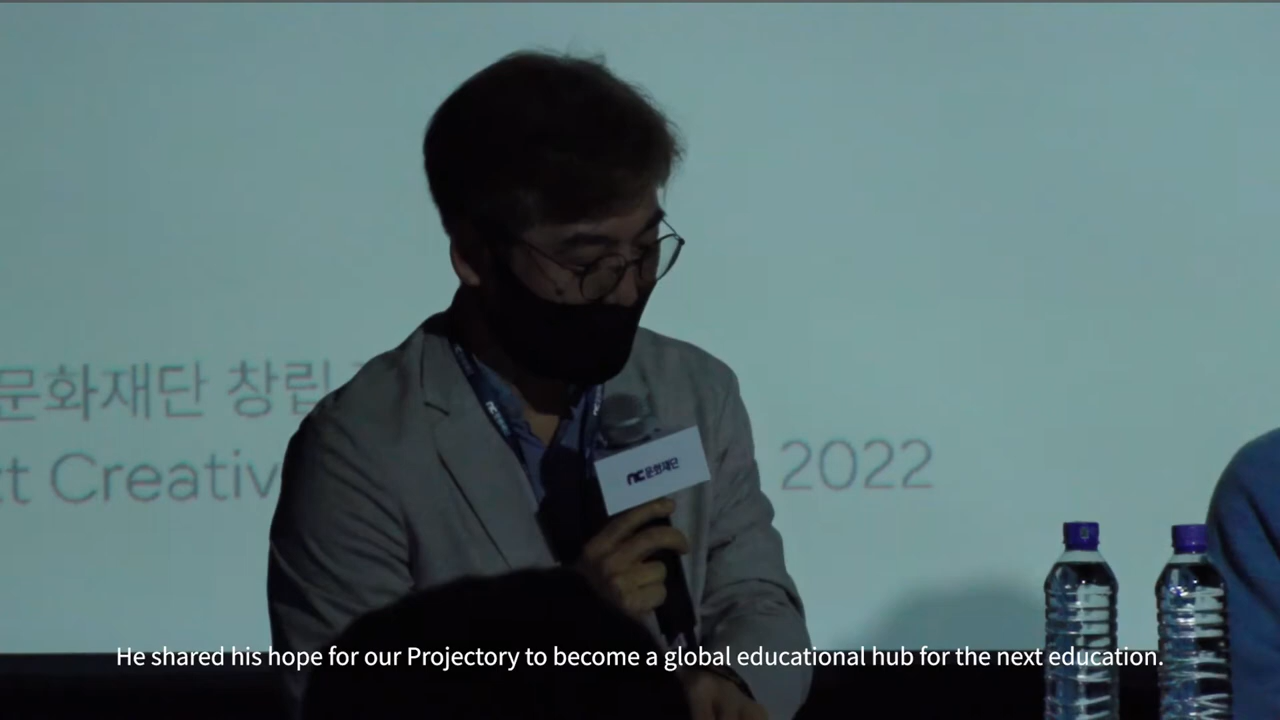 문화재단 창립
ct Creativ
2022
nc문화재단
He shared his hope for our Projectory to become a global educational hub for the next education.